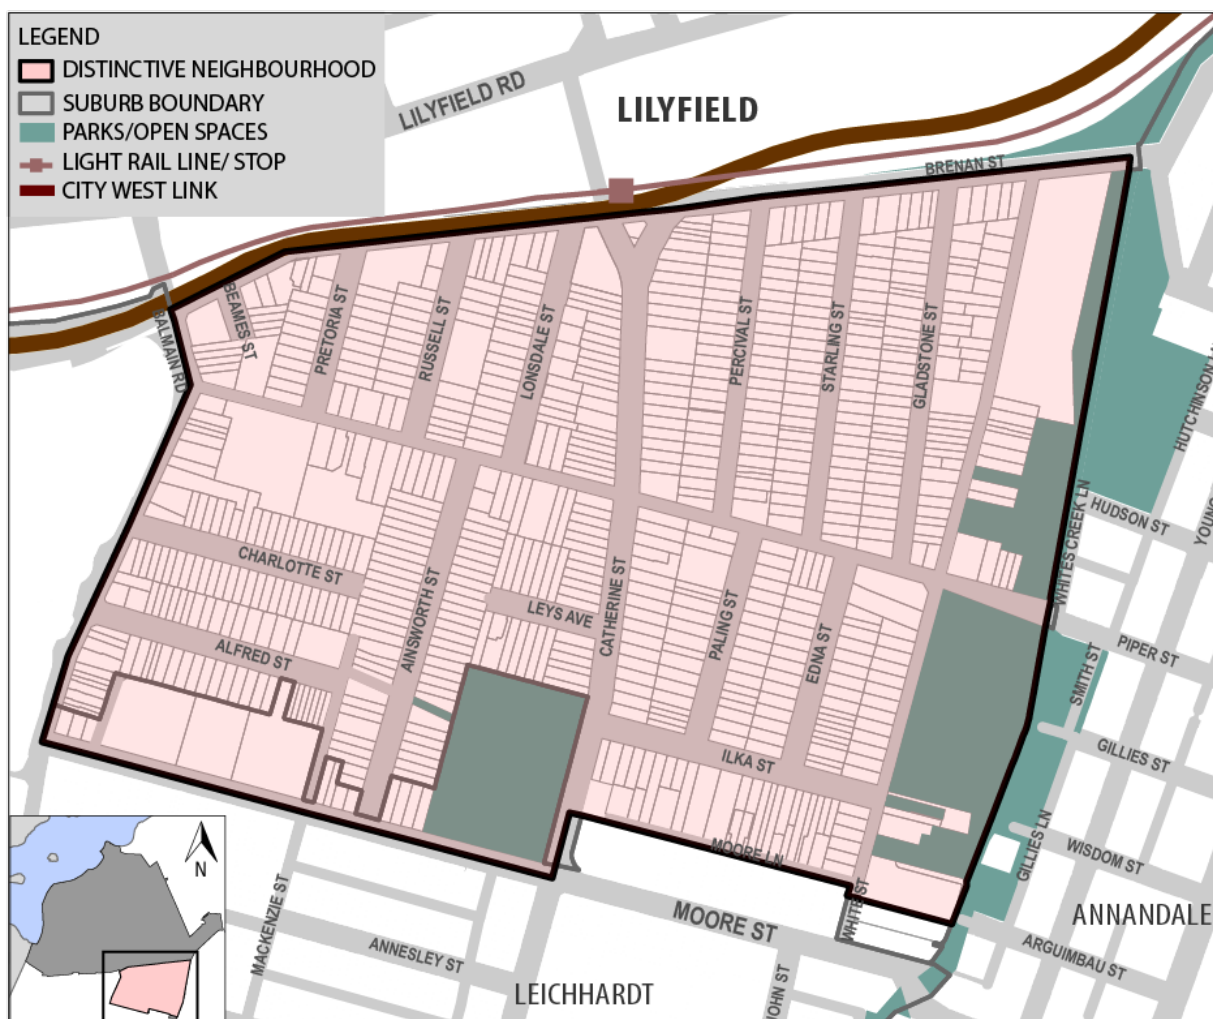 LEGEND
DISTINCTIVE NEIGHBOURHOOD
SUBURB BOUNDARY
PARKS/OPEN SPACES
LIGHT RAIL LINE/ STOP
CITY WEST LINK
LILYFIELD RD
LILYFIELD
BRENAN ST
BALMAIN RD
BEAMES ST
PRETORIA ST
RUSSELL ST
LONSDALE ST
PERCIVAL ST
STARLING ST
GLADSTONE ST
HUTCHINSON LN
YOUNG
HUDSON ST
WHITES CREEK LN
CHARLOTTE ST
AINSWORTH ST
LEYS AVE
CATHERINE ST
PALING ST
EDNA ST
ALFRED ST
PIPER ST
SMITH ST
GILLIES ST
ILKA ST
MOORE LN
GILLIES LN
WISDOM ST
WHITE ST
N
MACKENZIE ST
MOORE ST
ANNANDALE
ANNESLEY ST
ARGUIMBAU ST
LEICHHARDT
JOHN ST